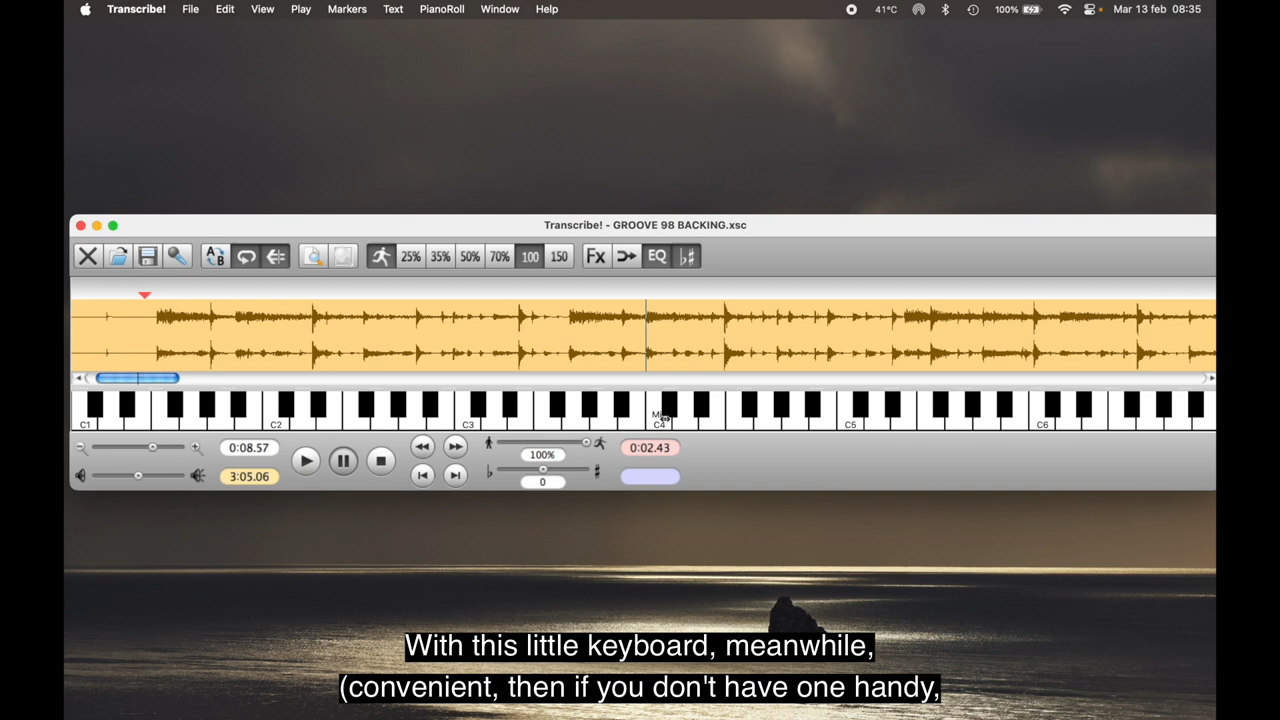 Transcribe! File Edit View Play Markers Text PianoRoll Window Help 41°C 100% Mar 13 feb 08:35
Transcribe! - GROOVE 98 BACKING.xsc
A B 25% 35% 50% 70% 100 150 Fx EQ ♭♯
C1 C2 C3 C4 C5 C6
0:08.57 100% 0:02.43
3:05.06 ♭ 0 ♯
With this little keyboard, meanwhile,
(convenient, then if you don't have one handy,